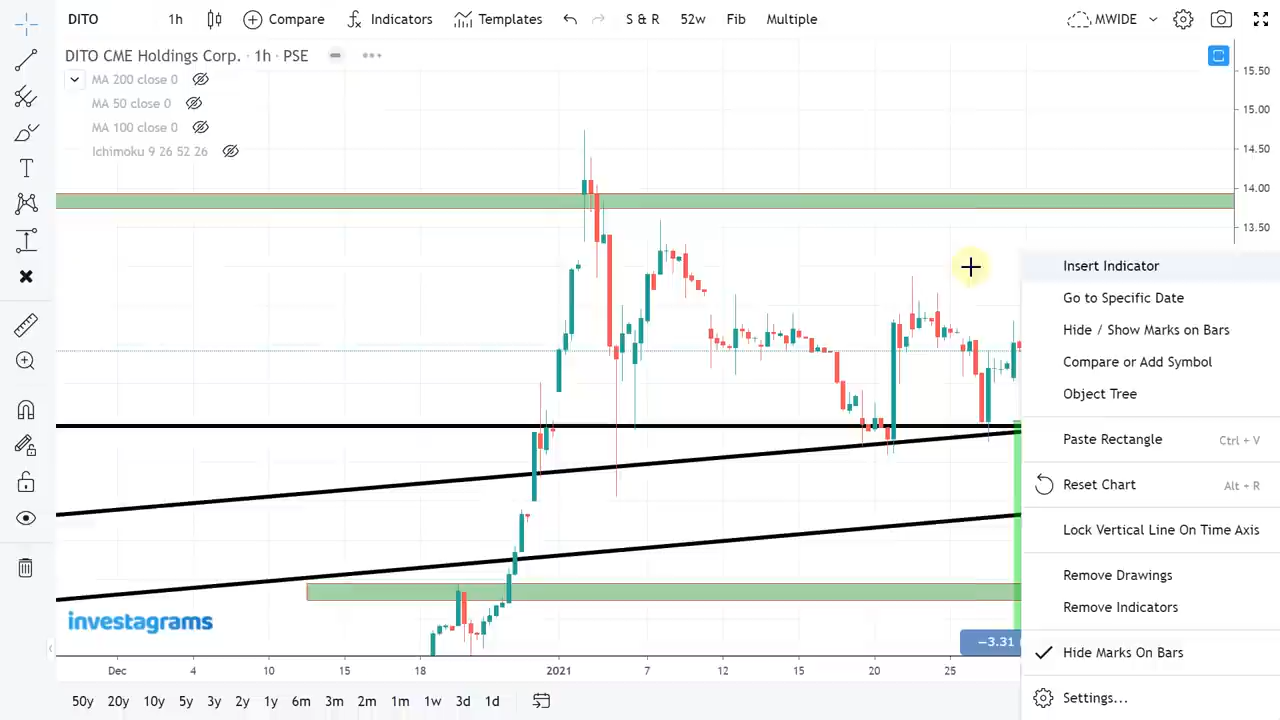 DITO 1h Compare Indicators Templates S & R 52w Fib Multiple MWIDE
DITO CME Holdings Corp. · 1h · PSE
MA 200 close 0
MA 50 close 0
MA 100 close 0
Ichimoku 9 26 52 26
15.50
15.00
14.50
14.00
13.50
Insert Indicator
Go to Specific Date
Hide / Show Marks on Bars
Compare or Add Symbol
Object Tree
Paste Rectangle Ctrl + V
Reset Chart Alt + R
Lock Vertical Line On Time Axis
Remove Drawings
Remove Indicators
Hide Marks On Bars
Settings...
investagrams
−3.31 (
Dec 4 10 15 18 2021 7 12 15 20 25
50y 20y 10y 5y 3y 2y 1y 6m 3m 2m 1m 1w 3d 1d